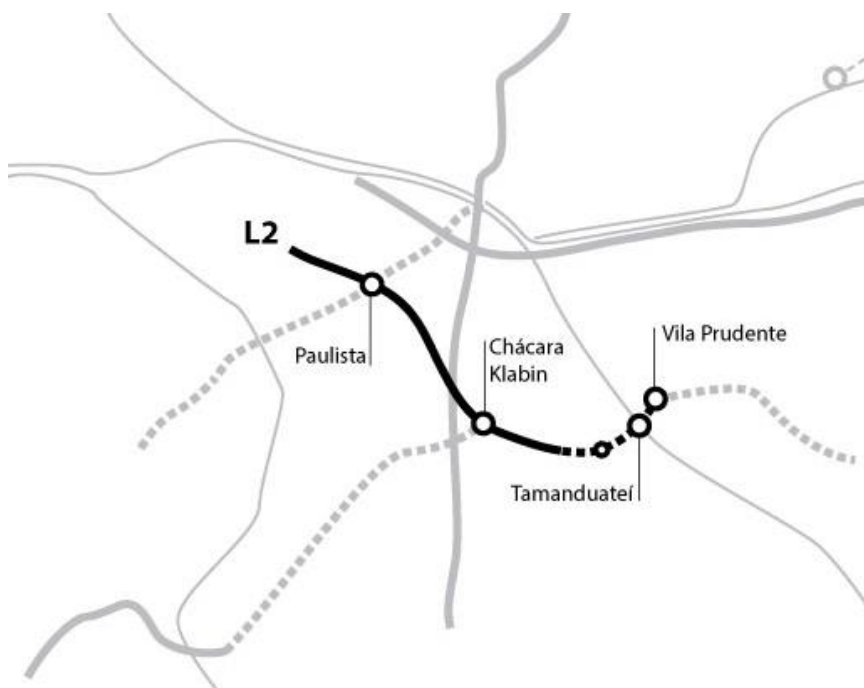 L2
Paulista
Chácara
Klabin
Vila Prudente
Tamanduateí